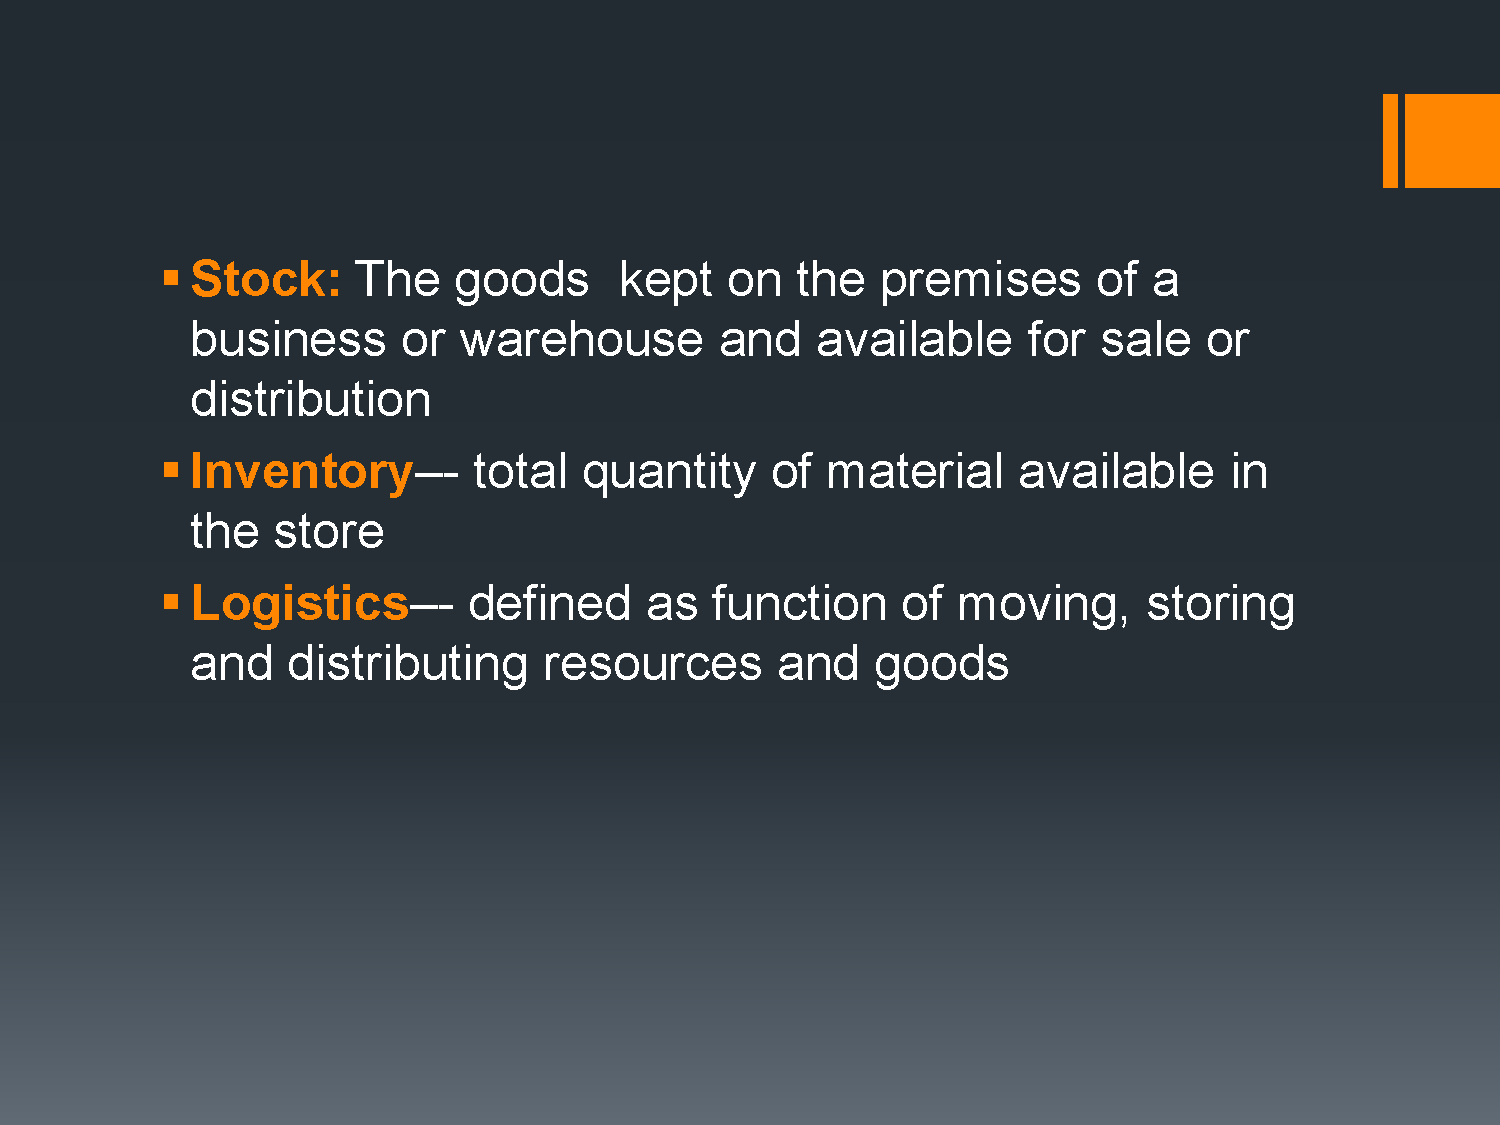 ▪ Stock: The goods kept on the premises of a
business or warehouse and available for sale or
distribution
▪ Inventory–- total quantity of material available in
the store
▪ Logistics–- defined as function of moving, storing
and distributing resources and goods